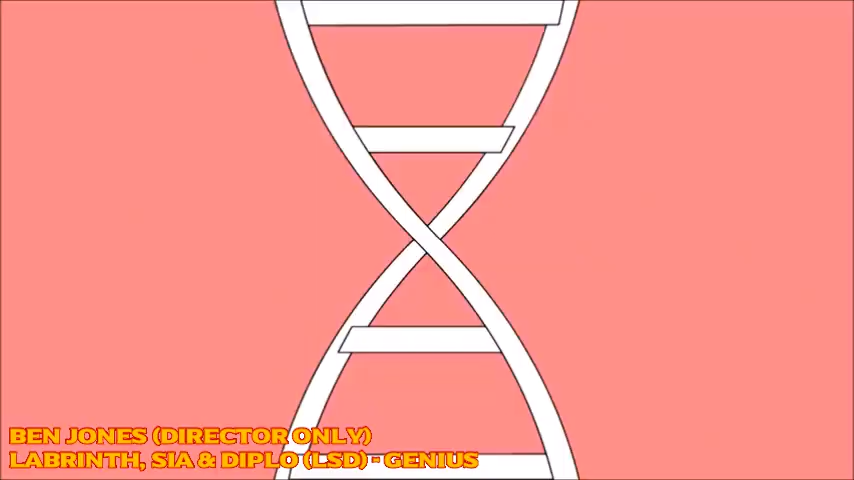 BEN JONES (DIRECTOR ONLY)
LABRINTH, SIA & DIPLO (LSD) - GENIUS